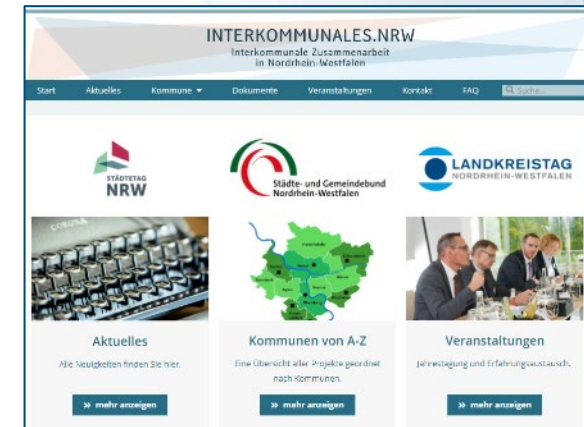 INTERKOMMUNALES.NRW
Interkommunale Zusammenarbeit
in Nordrhein-Westfalen
Start Aktuelles Kommune Dokumente Veranstaltungen Kontakt FAQ Suche...
STÄDTETAG
NRW
Städte- und Gemeindebund
Nordrhein-Westfalen
LANDKREISTAG
NORDRHEIN-WESTFALEN
Aktuelles
Alle Neuigkeiten finden Sie hier.
» mehr anzeigen
Kommunen von A-Z
Eine Übersicht aller Projekte geordnet
nach Kommunen.
» mehr anzeigen
Veranstaltungen
Jahrestagung und Erfahrungsaustausch.
» mehr anzeigen